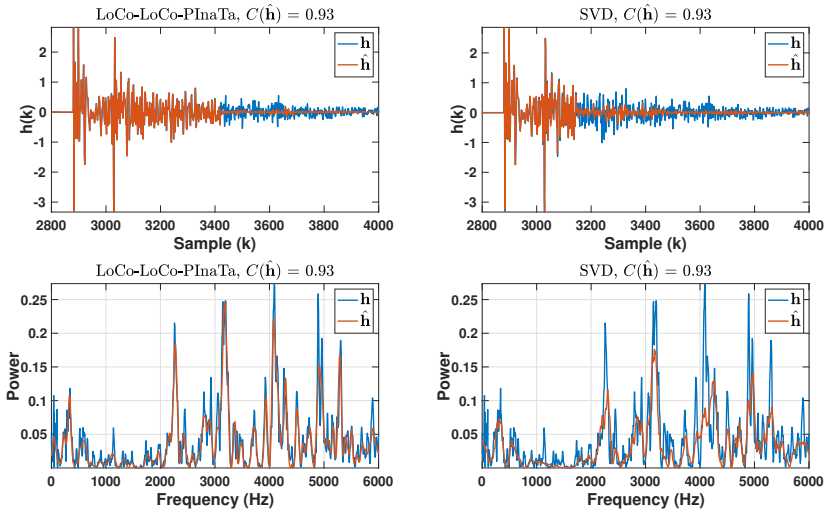 LoCo-LoCo-PInaTa, C(ĥ) = 0.93
h(k)
2
1
0
-1
-2
-3
h
ĥ
2800 3000 3200 3400 3600 3800 4000
Sample (k)
SVD, C(ĥ) = 0.93
2
1
0
-1
-2
-3
h
ĥ
2800 3000 3200 3400 3600 3800 4000
Sample (k)
LoCo-LoCo-PInaTa, C(ĥ) = 0.93
Power
0.25
0.2
0.15
0.1
0.05
h
ĥ
0 1000 2000 3000 4000 5000 6000
Frequency (Hz)
SVD, C(ĥ) = 0.93
Power
0.25
0.2
0.15
0.1
0.05
h
ĥ
0 1000 2000 3000 4000 5000 6000
Frequency (Hz)